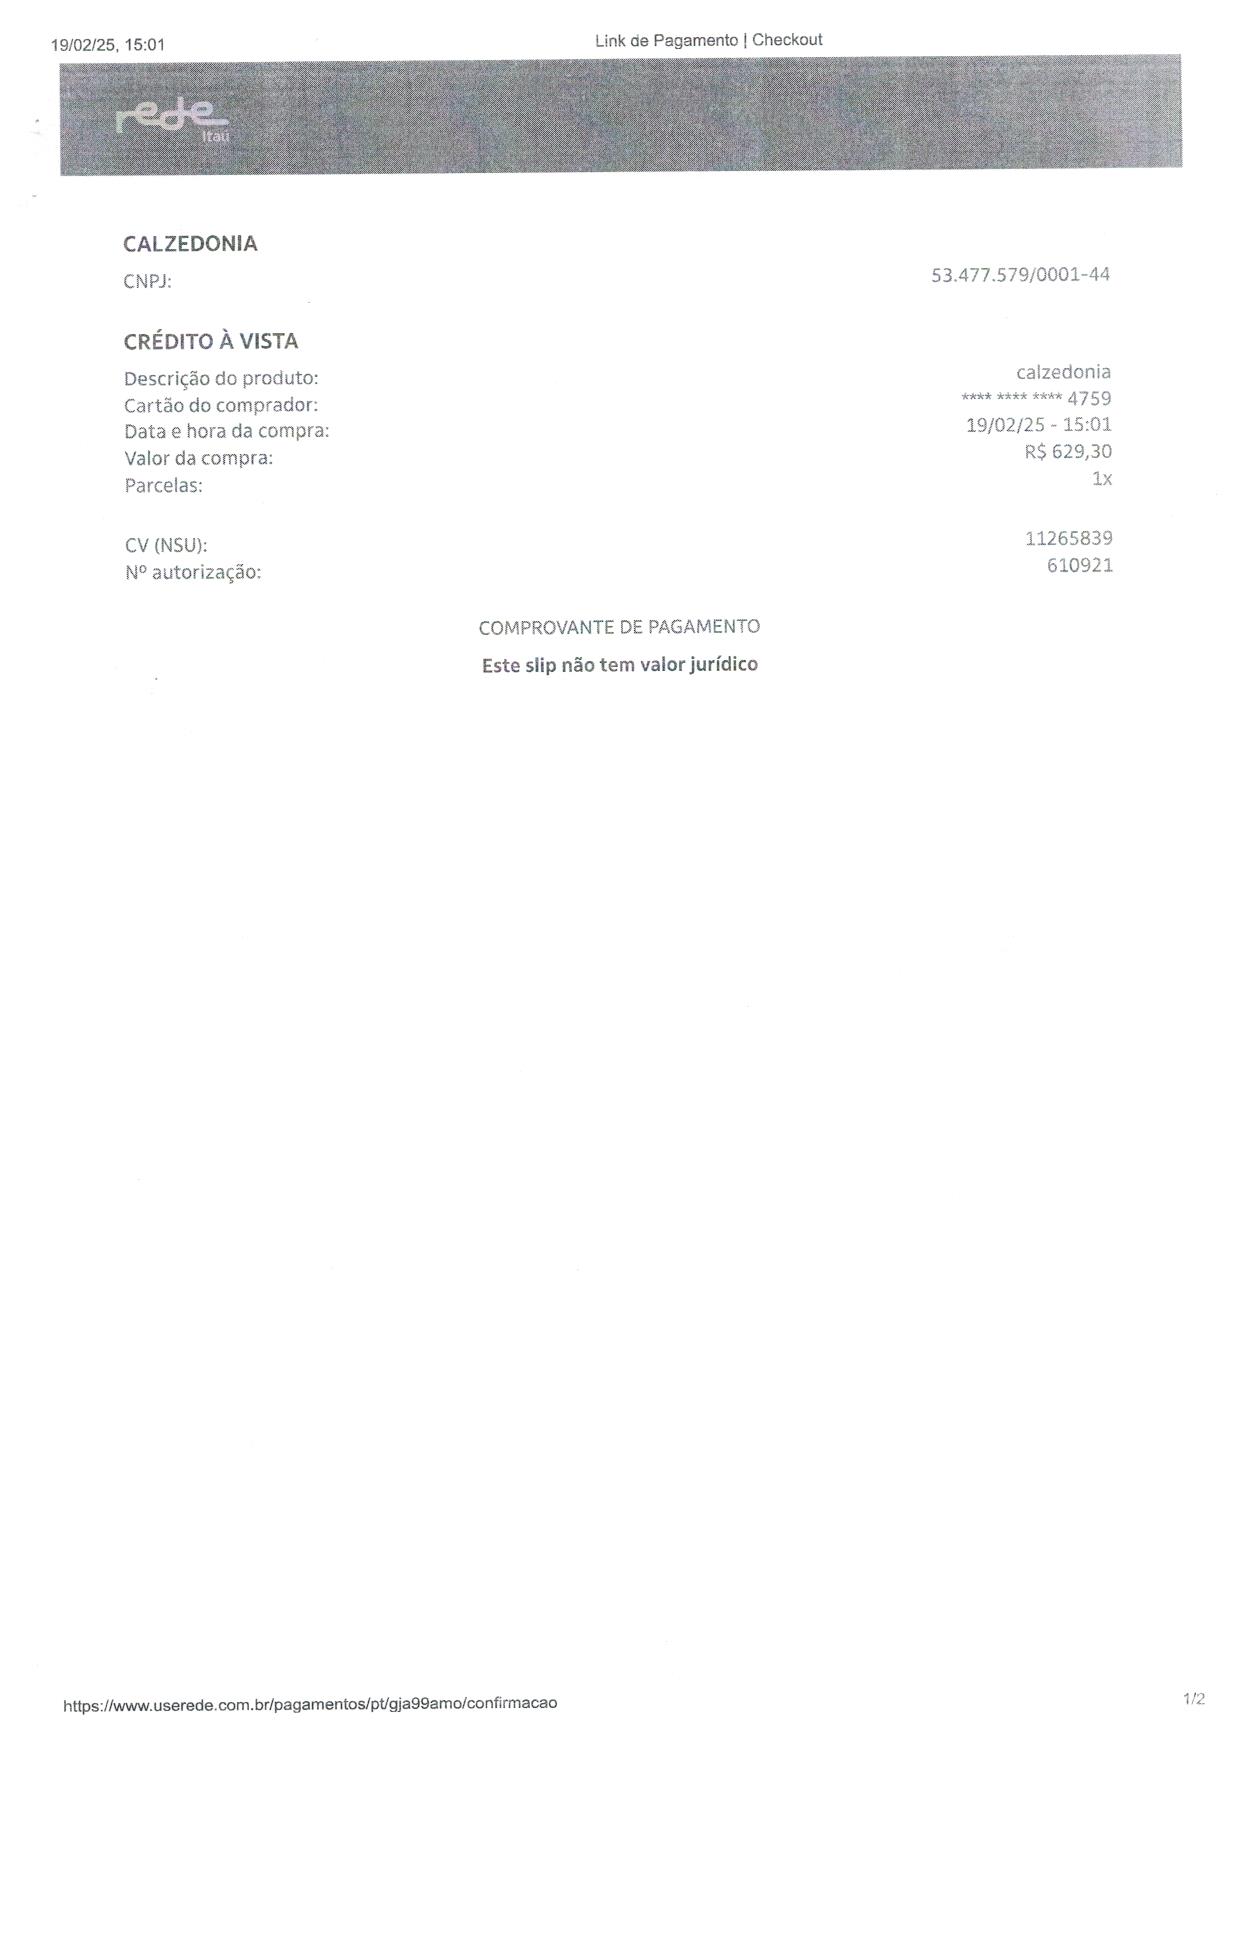 19/02/25, 15:01 Link de Pagamento | Checkout
rede
Itaú
CALZEDONIA
CNPJ: 53.477.579/0001-44
CRÉDITO À VISTA
Descrição do produto: calzedonia
Cartão do comprador: **** **** **** 4759
Data e hora da compra: 19/02/25 - 15:01
Valor da compra: R$ 629,30
Parcelas: 1x
CV (NSU): 11265839
Nº autorização: 610921
COMPROVANTE DE PAGAMENTO
Este slip não tem valor jurídico
https://www.userede.com.br/pagamentos/pt/gja99amo/confirmacao 1/2